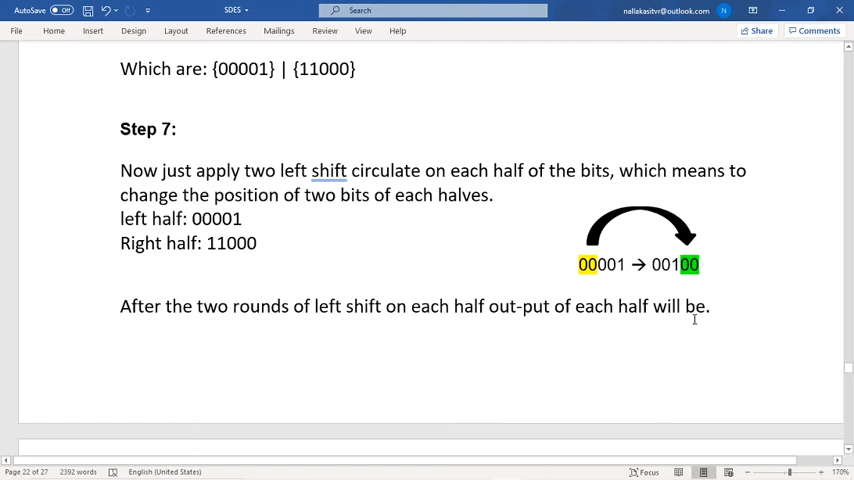 AutoSave Off SDES Search nallakasitvr@outlook.com N
File Home Insert Design Layout References Mailings Review View Help Share Comments
Which are: {00001} | {11000}
Step 7:
Now just apply two left shift circulate on each half of the bits, which means to
change the position of two bits of each halves.
left half: 00001
Right half: 11000
00001 → 00100
After the two rounds of left shift on each half out-put of each half will be.
Page 22 of 27 2392 words English (United States) Focus 170%